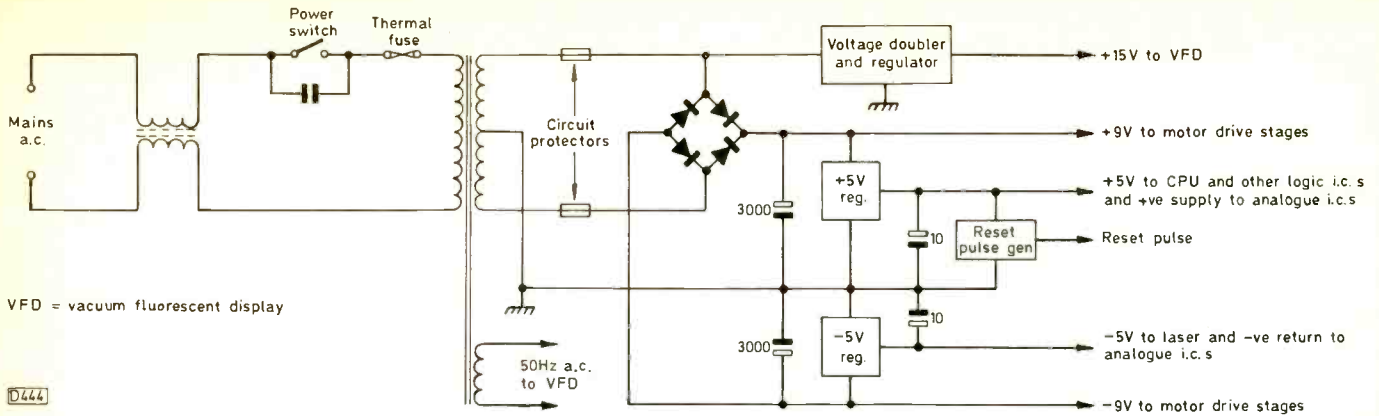 Power
switch
Thermal
fuse
Mains
a.c.
Circuit
protectors
Voltage doubler
and regulator
+15V to VFD
+9V to motor drive stages
3000
+5V
reg.
10
+5V to CPU and other logic i.c.s
and +ve supply to analogue i.c.s
Reset
pulse gen
Reset pulse
VFD = vacuum fluorescent display
3000
-5V
reg.
10
-5V to laser and -ve return to
analogue i.c.s
50Hz a.c.
to VFD
-9V to motor drive stages
D444